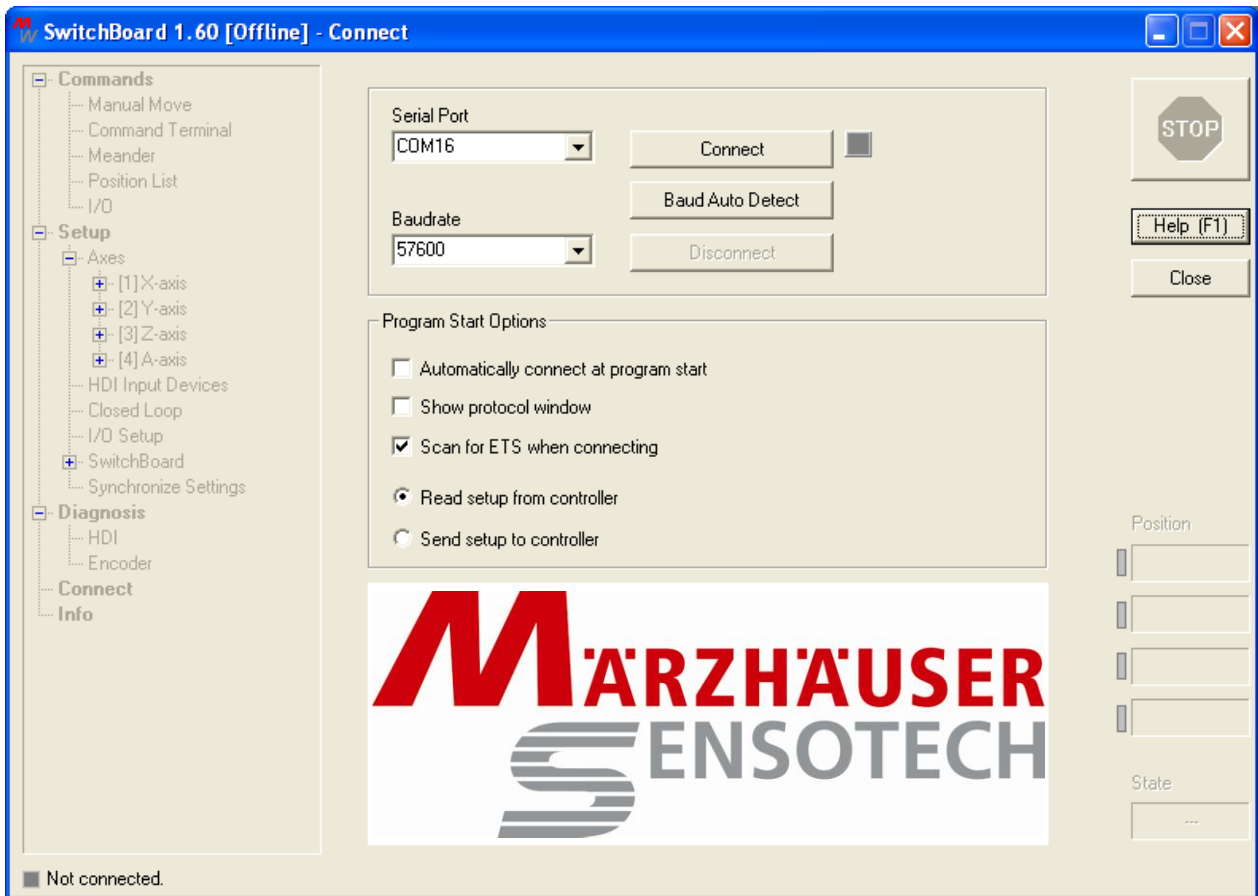 SwitchBoard 1.60 [Offline] - Connect
Commands
Manual Move
Command Terminal
Meander
Position List
I/O
Setup
Axes
[1] X-axis
[2] Y-axis
[3] Z-axis
[4] A-axis
HDI Input Devices
Closed Loop
I/O Setup
SwitchBoard
Synchronize Settings
Diagnosis
HDI
Encoder
Connect
Info
Serial Port
COM16
Connect
Baud Auto Detect
Baudrate
57600
Disconnect
Program Start Options
Automatically connect at program start
Show protocol window
Scan for ETS when connecting
Read setup from controller
Send setup to controller
MÄRZHÄUSER
SENSOTECH
STOP
Help (F1)
Close
Position
State
---
Not connected.